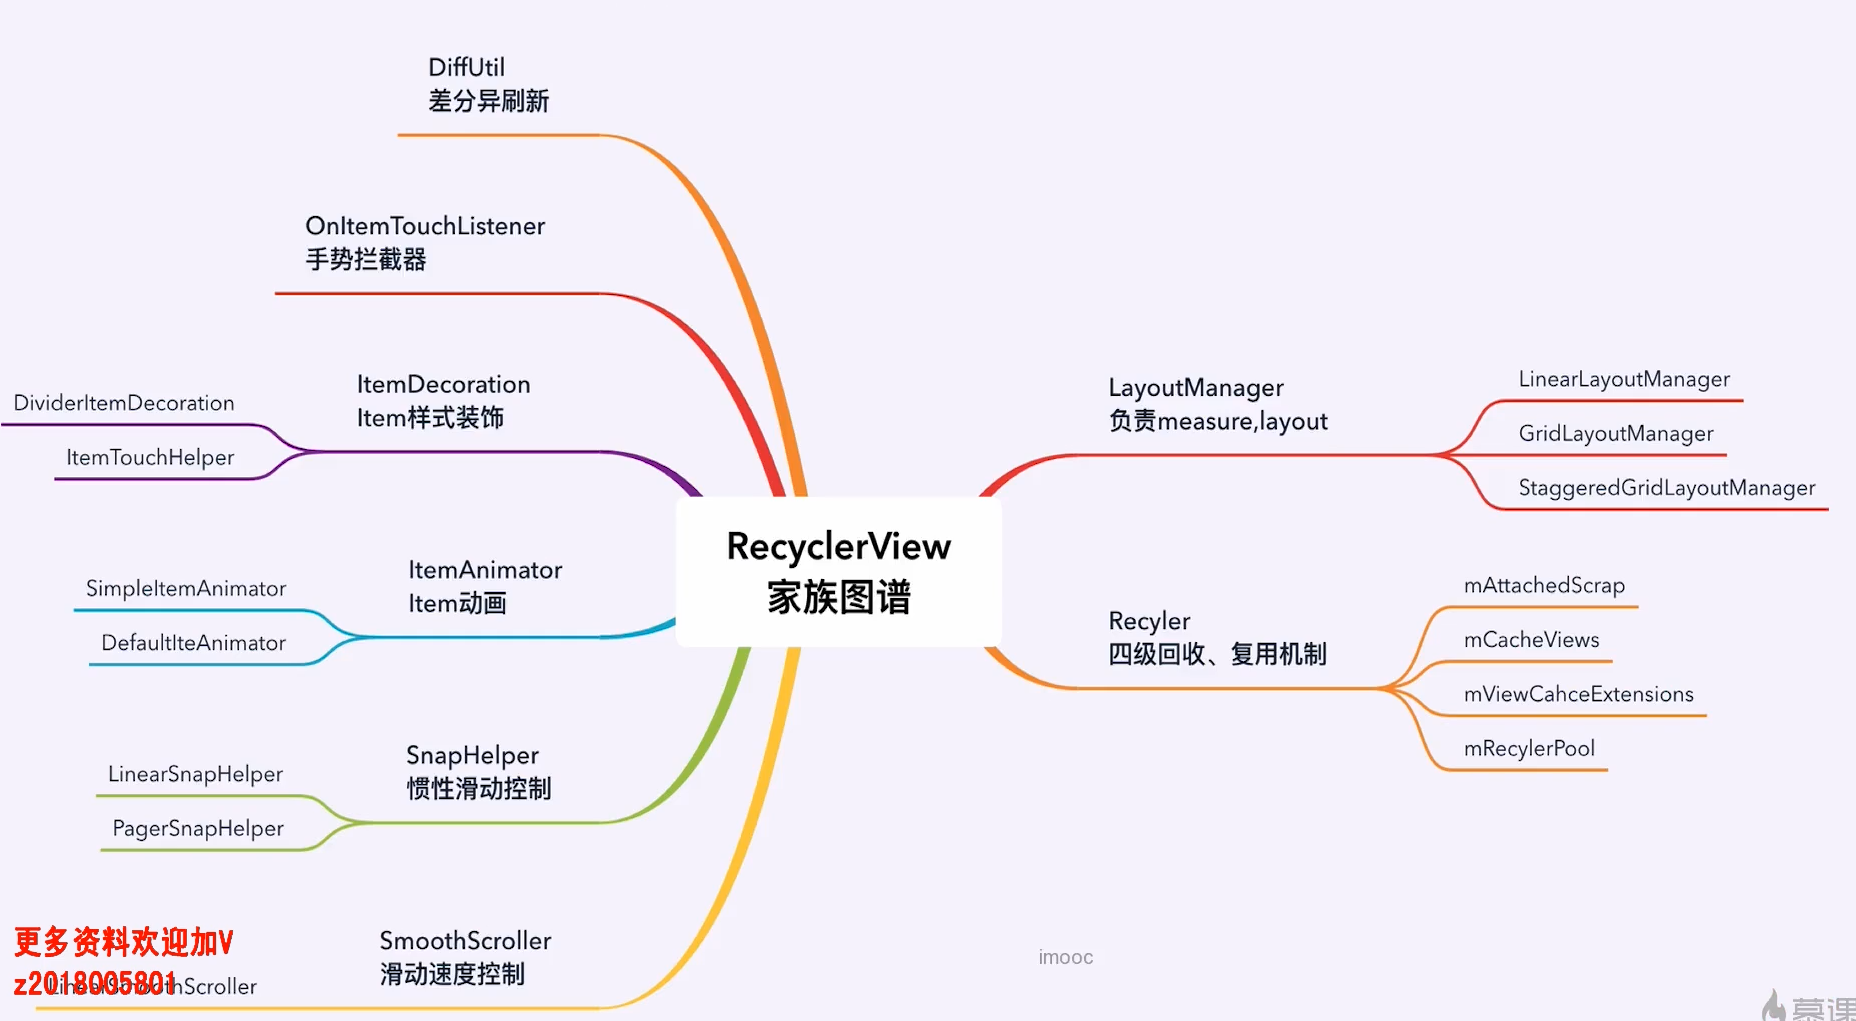 DiffUtil
差分异刷新
OnItemTouchListener
手势拦截器
ItemDecoration
Item样式装饰
DividerItemDecoration
ItemTouchHelper
ItemAnimator
Item动画
SimpleItemAnimator
DefaultIteAnimator
SnapHelper
惯性滑动控制
LinearSnapHelper
PagerSnapHelper
SmoothScroller
滑动速度控制
LinearSmoothScroller
RecyclerView
家族图谱
LayoutManager
负责measure,layout
LinearLayoutManager
GridLayoutManager
StaggeredGridLayoutManager
Recyler
四级回收、复用机制
mAttachedScrap
mCacheViews
mViewCahceExtensions
mRecylerPool
更多资料欢迎加V
z2018005801
imooc
慕课